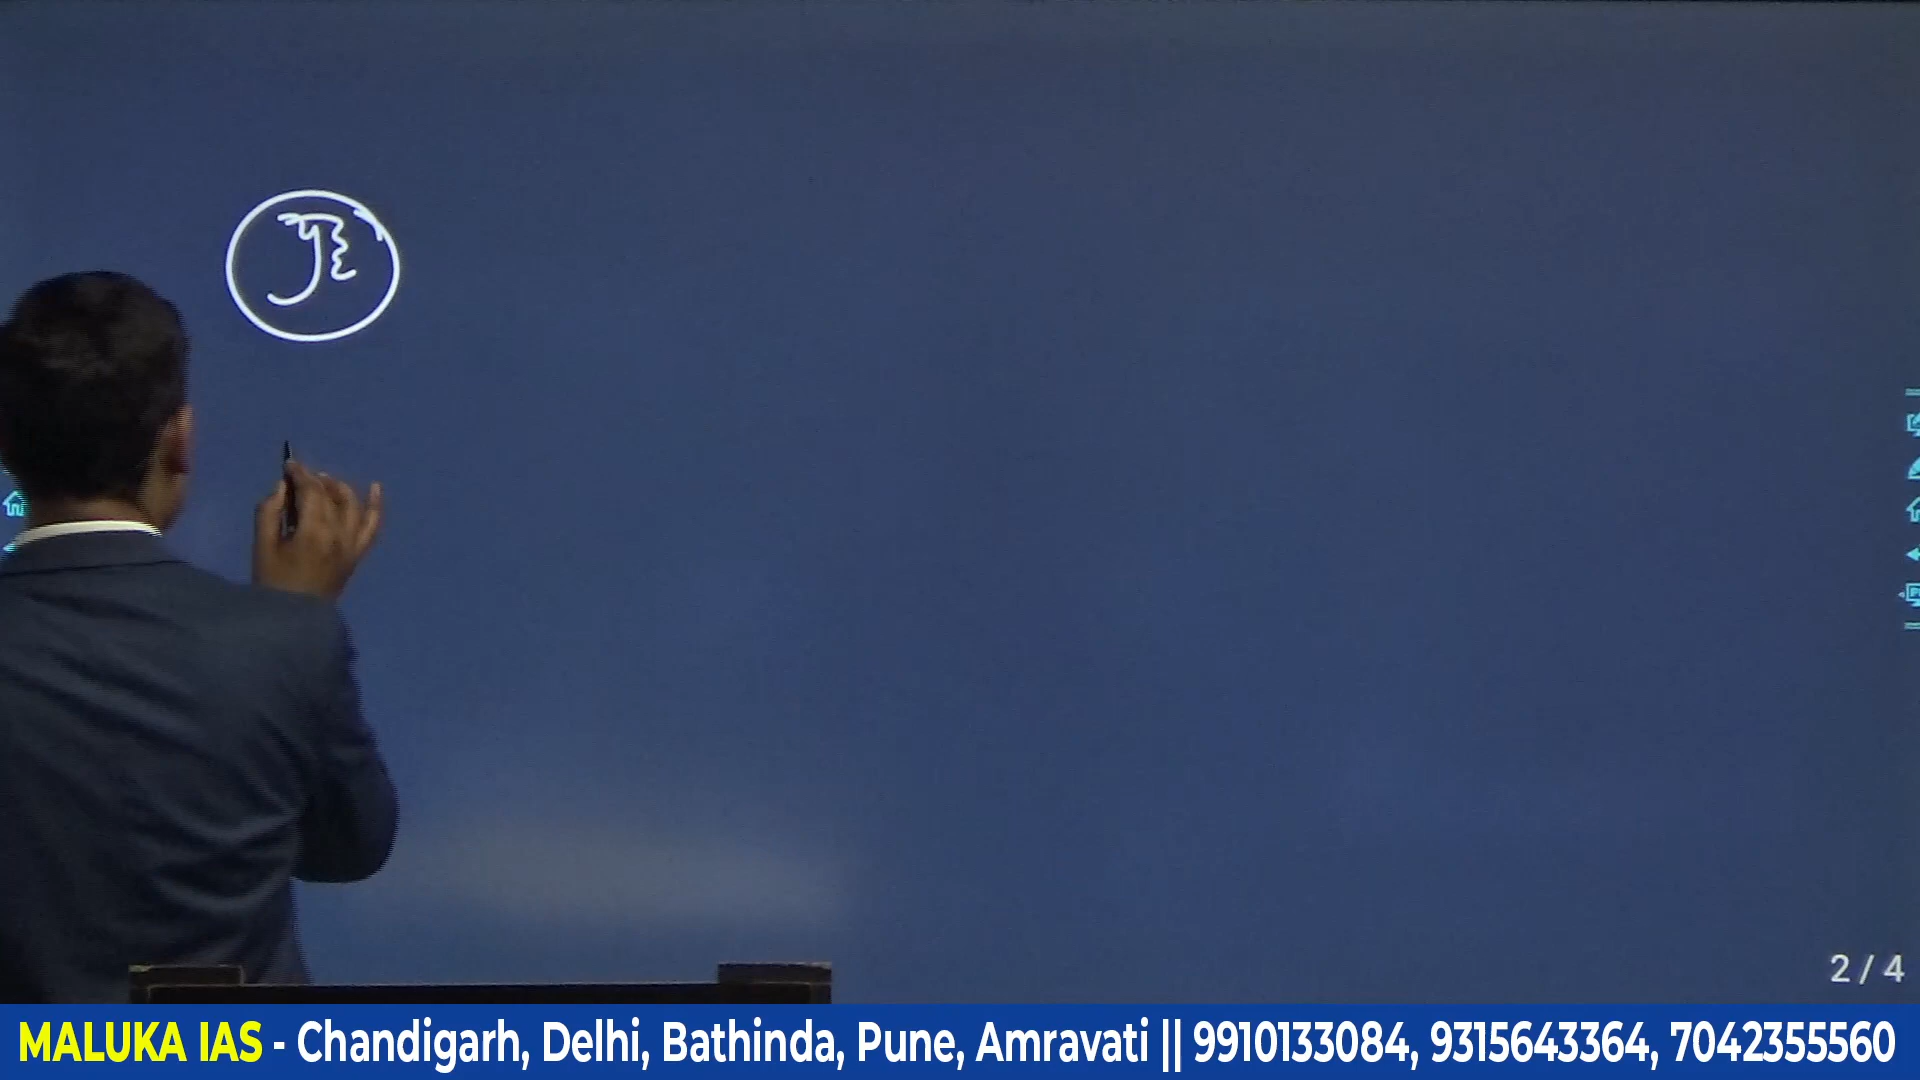 2 / 4
MALUKA IAS - Chandigarh, Delhi, Bathinda, Pune, Amravati || 9910133084, 9315643364, 7042355560